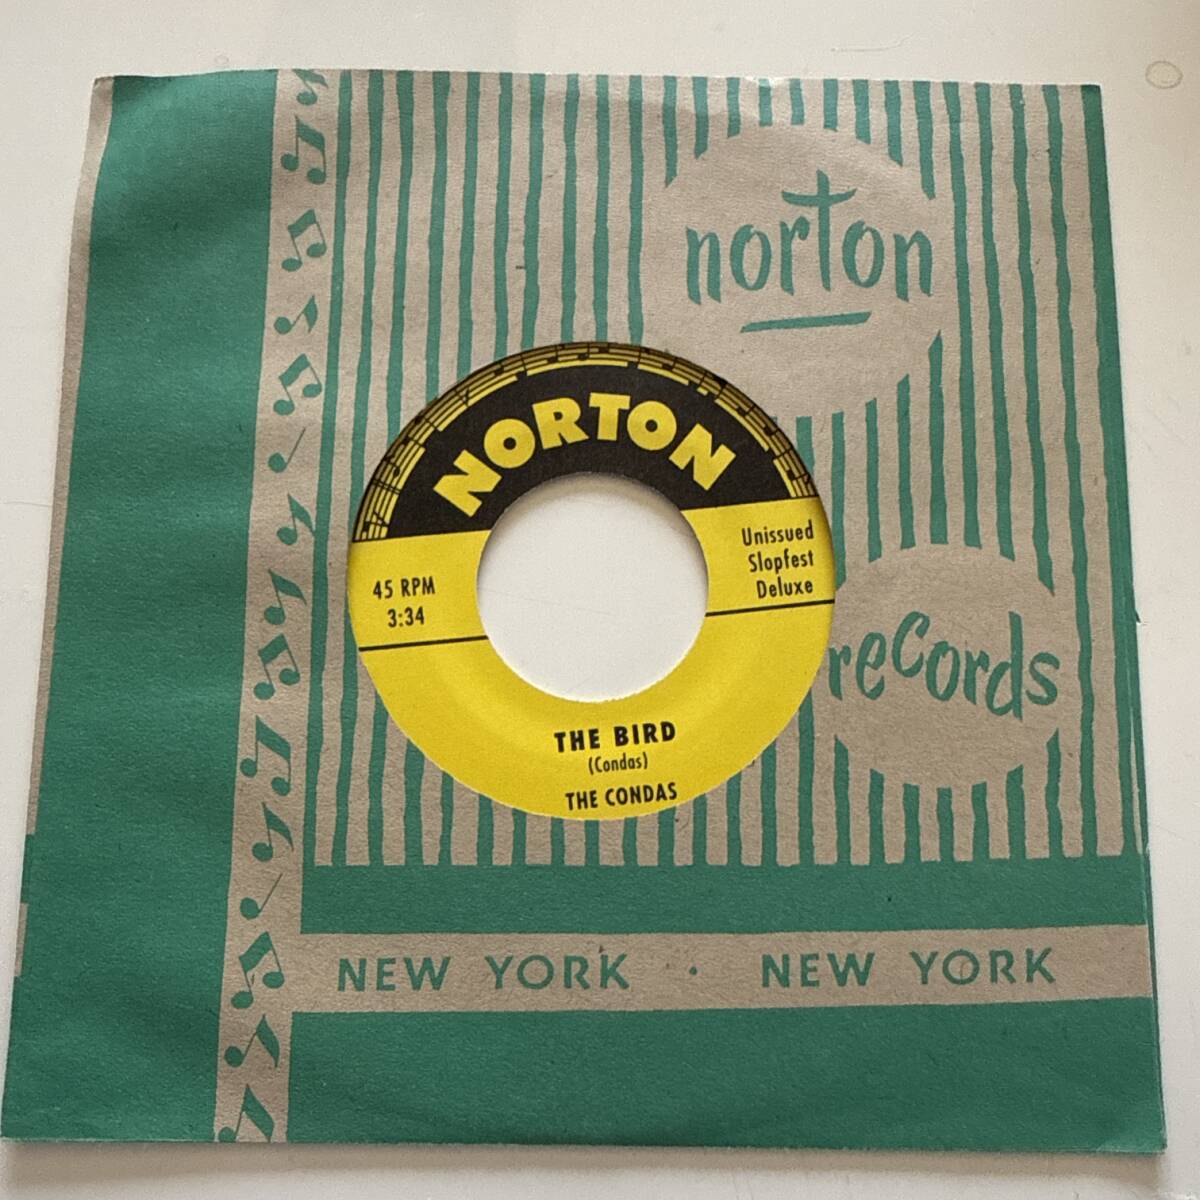 norton
NORTON
Unissued
Slopfest
Deluxe
45 RPM
3:34
records
THE BIRD
(Condas)
THE CONDAS
NEW YORK · NEW YORK